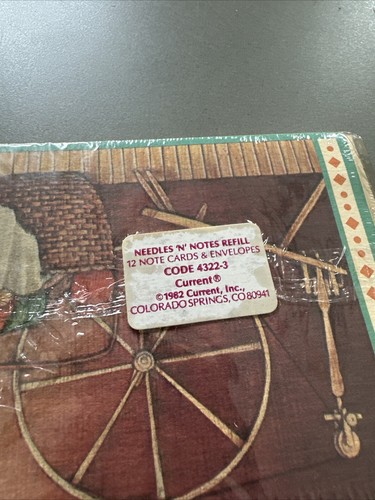 NEEDLES 'N' NOTES REFILL
12 NOTE CARDS & ENVELOPES
CODE 4322-3
Current®
©1982 Current, Inc.,
COLORADO SPRINGS, CO 80941